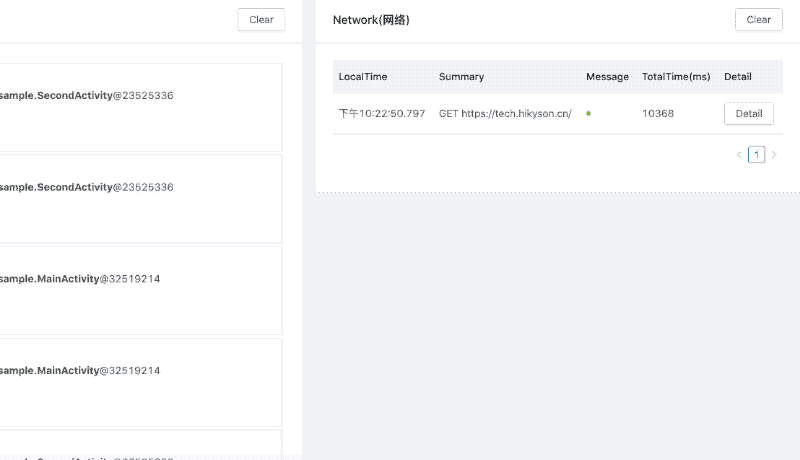 Clear
sample.SecondActivity@23525336
sample.SecondActivity@23525336
sample.MainActivity@32519214
sample.MainActivity@32519214
Network(网络)
Clear
LocalTime Summary Message TotalTime(ms) Detail
下午10:22:50.797 GET https://tech.hikyson.cn/ 10368 Detail
1